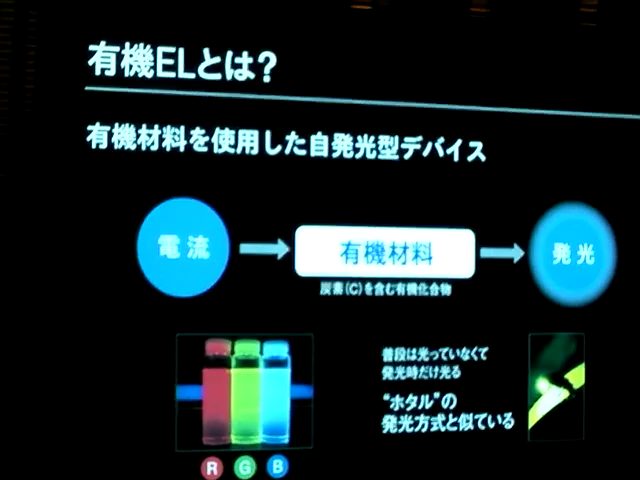 有機ELとは？
有機材料を使用した自発光型デバイス
電流
有機材料
発光
炭素(C)を含む有機化合物
普段は光っていなくて
発光時だけ光る
“ホタル”の
発光方式と似ている
R G B